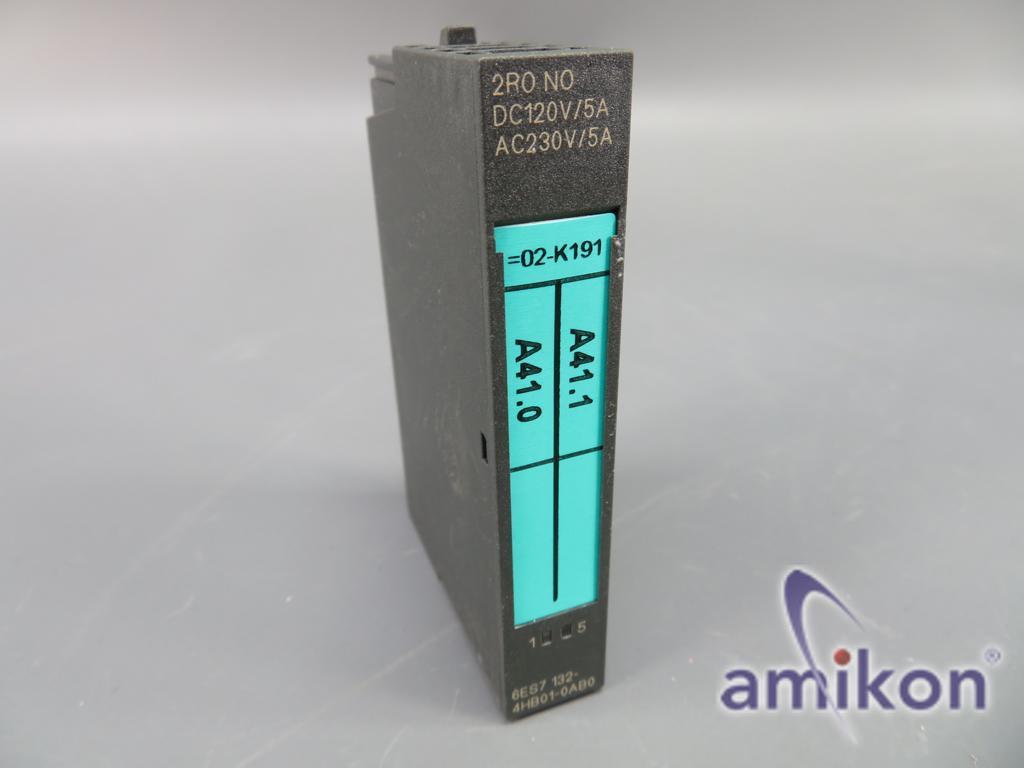 2RO NO
DC120V/5A
AC230V/5A
=02-K191
A41.0
A41.1
1 5
6ES7 132-
4HB01-0AB0
amikon®